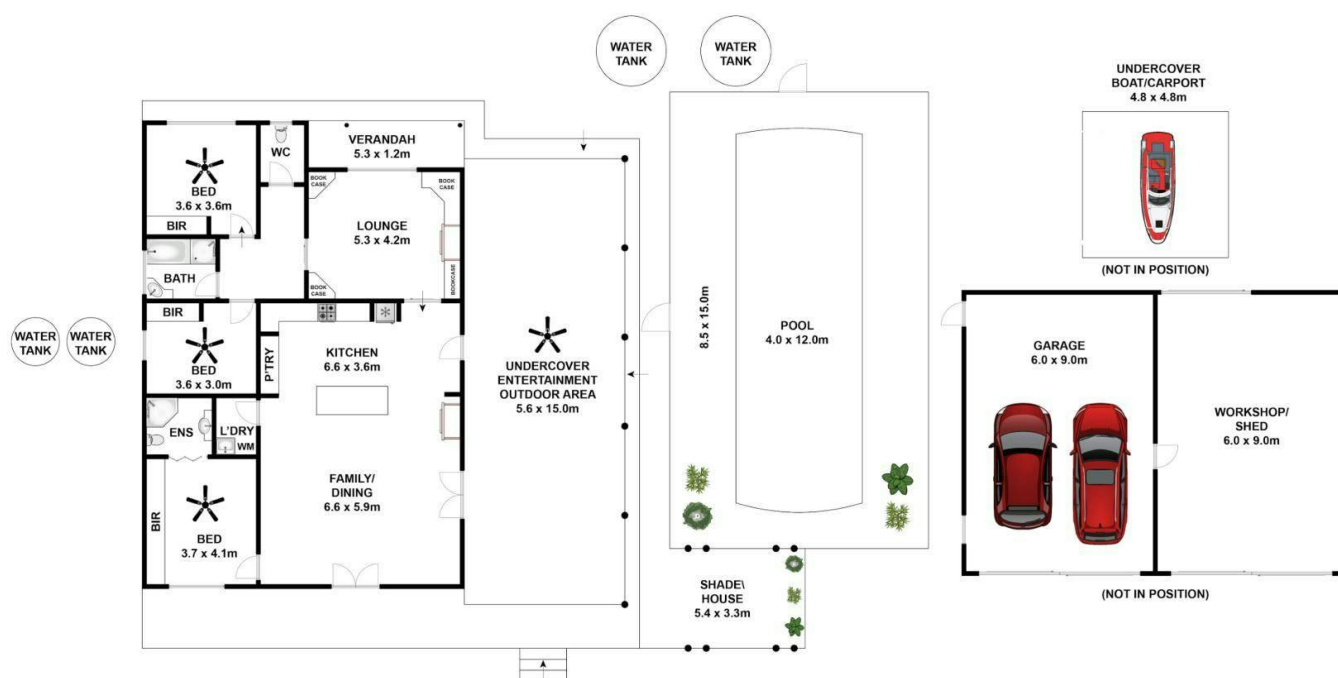 WATER
TANK
WATER
TANK
UNDERCOVER
BOAT/CARPORT
4.8 x 4.8m
VERANDAH
5.3 x 1.2m
WC
BED
3.6 x 3.6m
BIR
BOOK
CASE
BOOK
CASE
LOUNGE
5.3 x 4.2m
BATH
BOOK
CASE
BOOKCASE
(NOT IN POSITION)
WATER
TANK
WATER
TANK
BIR
BED
3.6 x 3.0m
P'TRY
KITCHEN
6.6 x 3.6m
UNDERCOVER
ENTERTAINMENT
OUTDOOR AREA
5.6 x 15.0m
8.5 x 15.0m
POOL
4.0 x 12.0m
GARAGE
6.0 x 9.0m
WORKSHOP/
SHED
6.0 x 9.0m
ENS
L'DRY
WM
FAMILY/
DINING
6.6 x 5.9m
BIR
BED
3.7 x 4.1m
SHADE\
HOUSE
5.4 x 3.3m
(NOT IN POSITION)